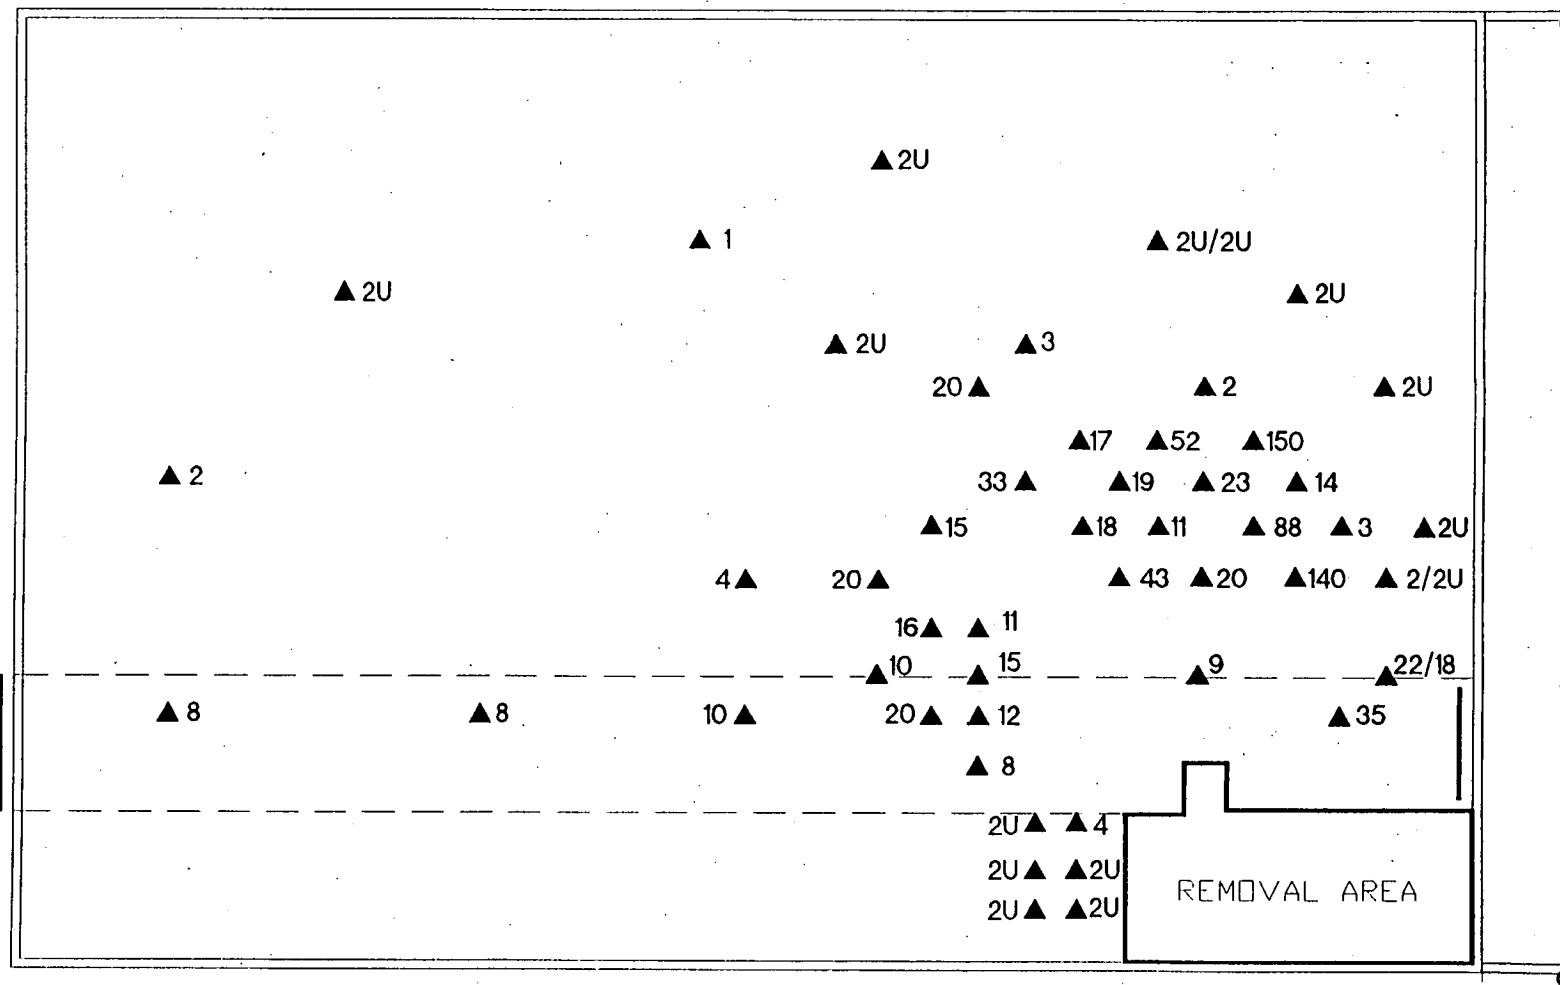 2U
1 2U/2U
2U 2U
2U 3
20 2 2U
17 52 150
2 33 19 23 14
15 18 11 88 3 2U
4 20 43 20 140 2/2U
16 11
10 15 9 22/18
8 8 10 20 12 35
8
2U 4
2U 2U
REMOVAL AREA
2U 2U